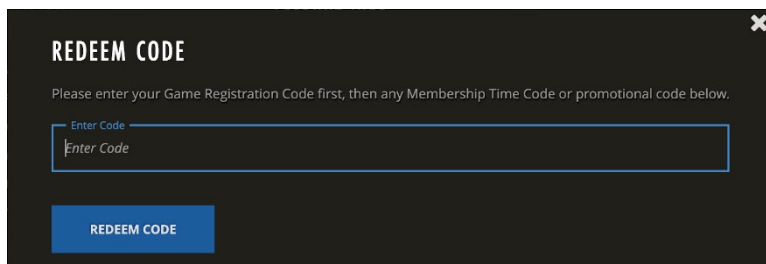 REDEEM CODE
Please enter your Game Registration Code first, then any Membership Time Code or promotional code below.
Enter Code
Enter Code
REDEEM CODE